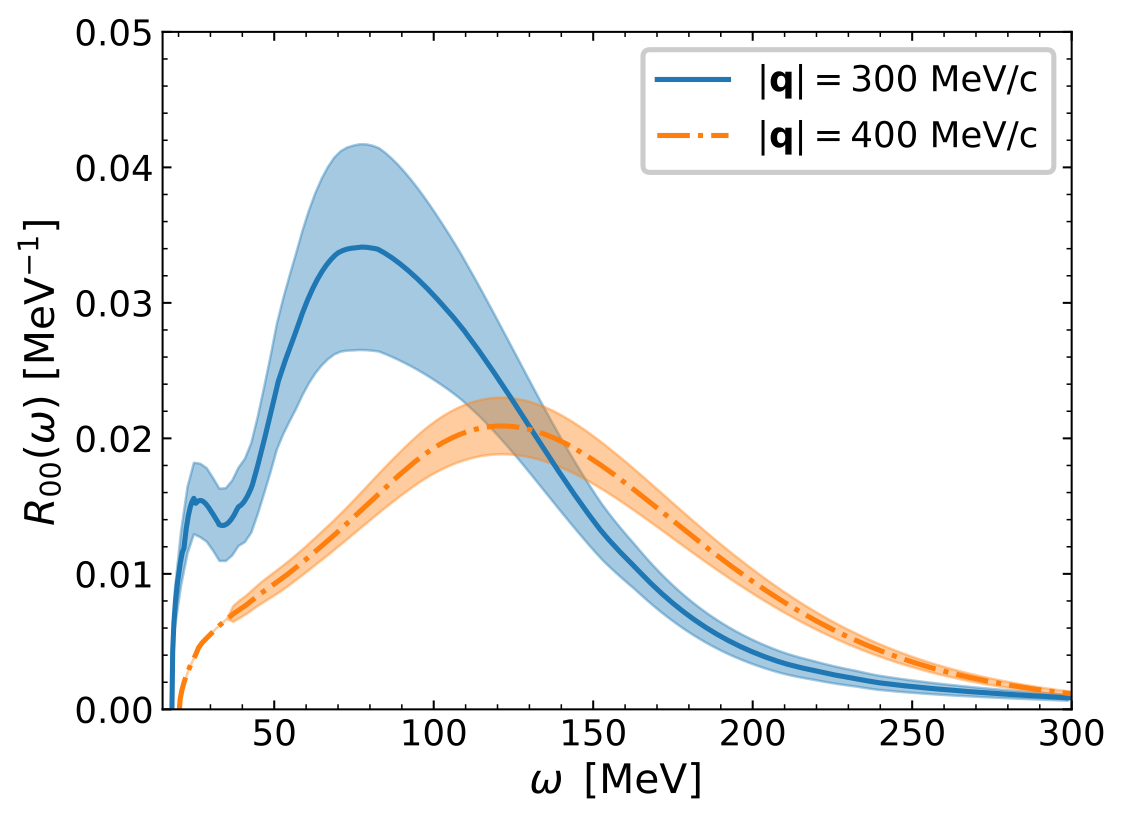 |q| = 300 MeV/c
|q| = 400 MeV/c
R₀₀(ω) [MeV⁻¹]
0.05
0.04
0.03
0.02
0.01
0.00
50 100 150 200 250 300
ω [MeV]